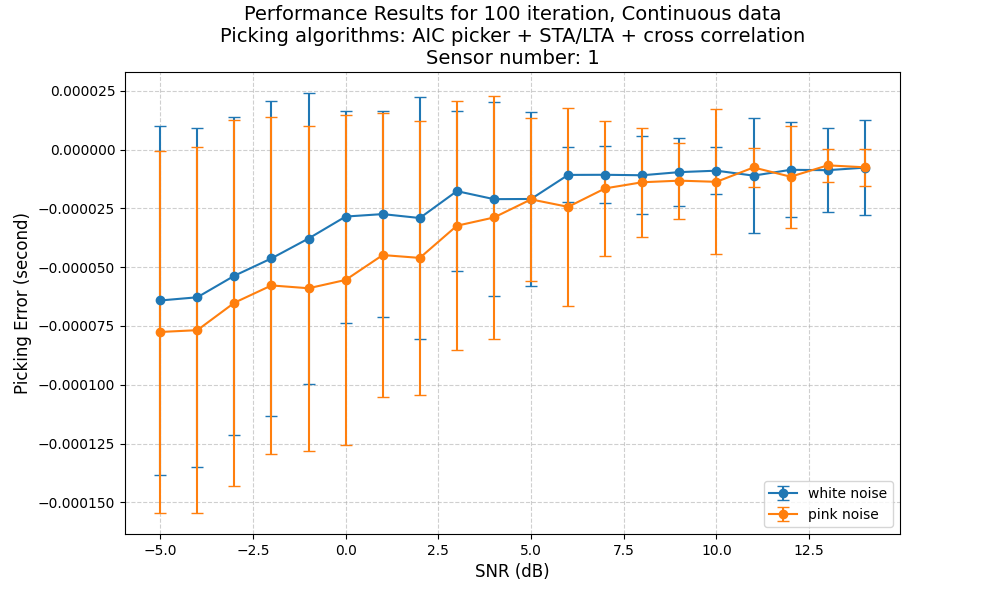 Performance Results for 100 iteration, Continuous data
Picking algorithms: AIC picker + STA/LTA + cross correlation
Sensor number: 1
0.000025
0.000000
−0.000025
−0.000050
−0.000075
−0.000100
−0.000125
−0.000150
Picking Error (second)
−5.0
−2.5
0.0
2.5
5.0
7.5
10.0
12.5
SNR (dB)
white noise
pink noise